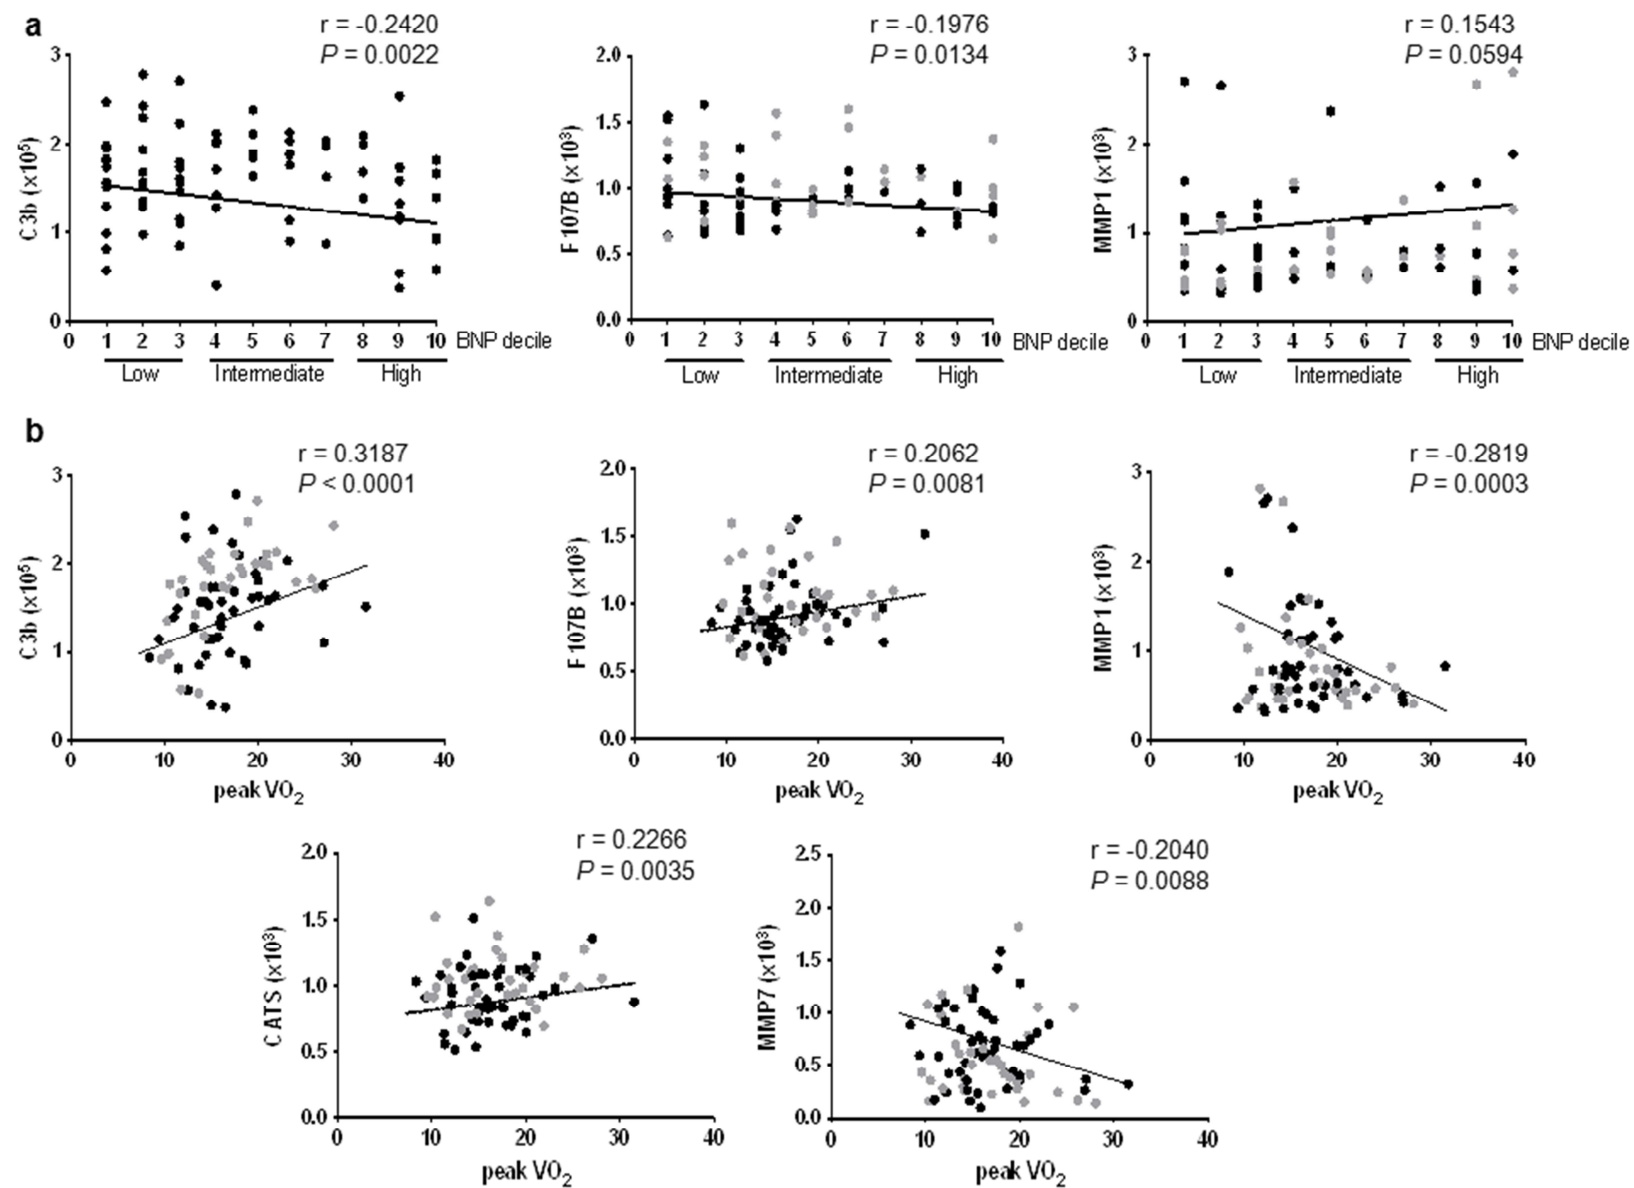 a
r = -0.2420
P = 0.0022
C3b (x10⁵)
3
2
1
0
0 1 2 3 4 5 6 7 8 9 10 BNP decile
Low Intermediate High
r = -0.1976
P = 0.0134
F107B (x10³)
2.0
1.5
1.0
0.5
0.0
0 1 2 3 4 5 6 7 8 9 10 BNP decile
Low Intermediate High
r = 0.1543
P = 0.0594
MMP1 (x10³)
3
2
1
0
0 1 2 3 4 5 6 7 8 9 10 BNP decile
Low Intermediate High
b
r = 0.3187
P < 0.0001
C3b (x10⁵)
3
2
1
0
0 10 20 30 40
peak VO₂
r = 0.2062
P = 0.0081
F107B (x10³)
2.0
1.5
1.0
0.5
0.0
0 10 20 30 40
peak VO₂
r = -0.2819
P = 0.0003
MMP1 (x10³)
3
2
1
0
0 10 20 30 40
peak VO₂
r = 0.2266
P = 0.0035
CATS (x10³)
2.0
1.5
1.0
0.5
0.0
0 10 20 30 40
peak VO₂
r = -0.2040
P = 0.0088
MMP7 (x10³)
2.5
2.0
1.5
1.0
0.5
0.0
0 10 20 30 40
peak VO₂